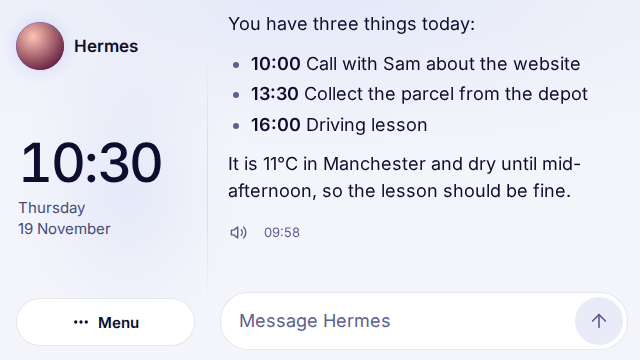 Hermes
10:30
Thursday
19 November
Menu
You have three things today:
• 10:00 Call with Sam about the website
• 13:30 Collect the parcel from the depot
• 16:00 Driving lesson
It is 11°C in Manchester and dry until mid-
afternoon, so the lesson should be fine.
09:58
Message Hermes